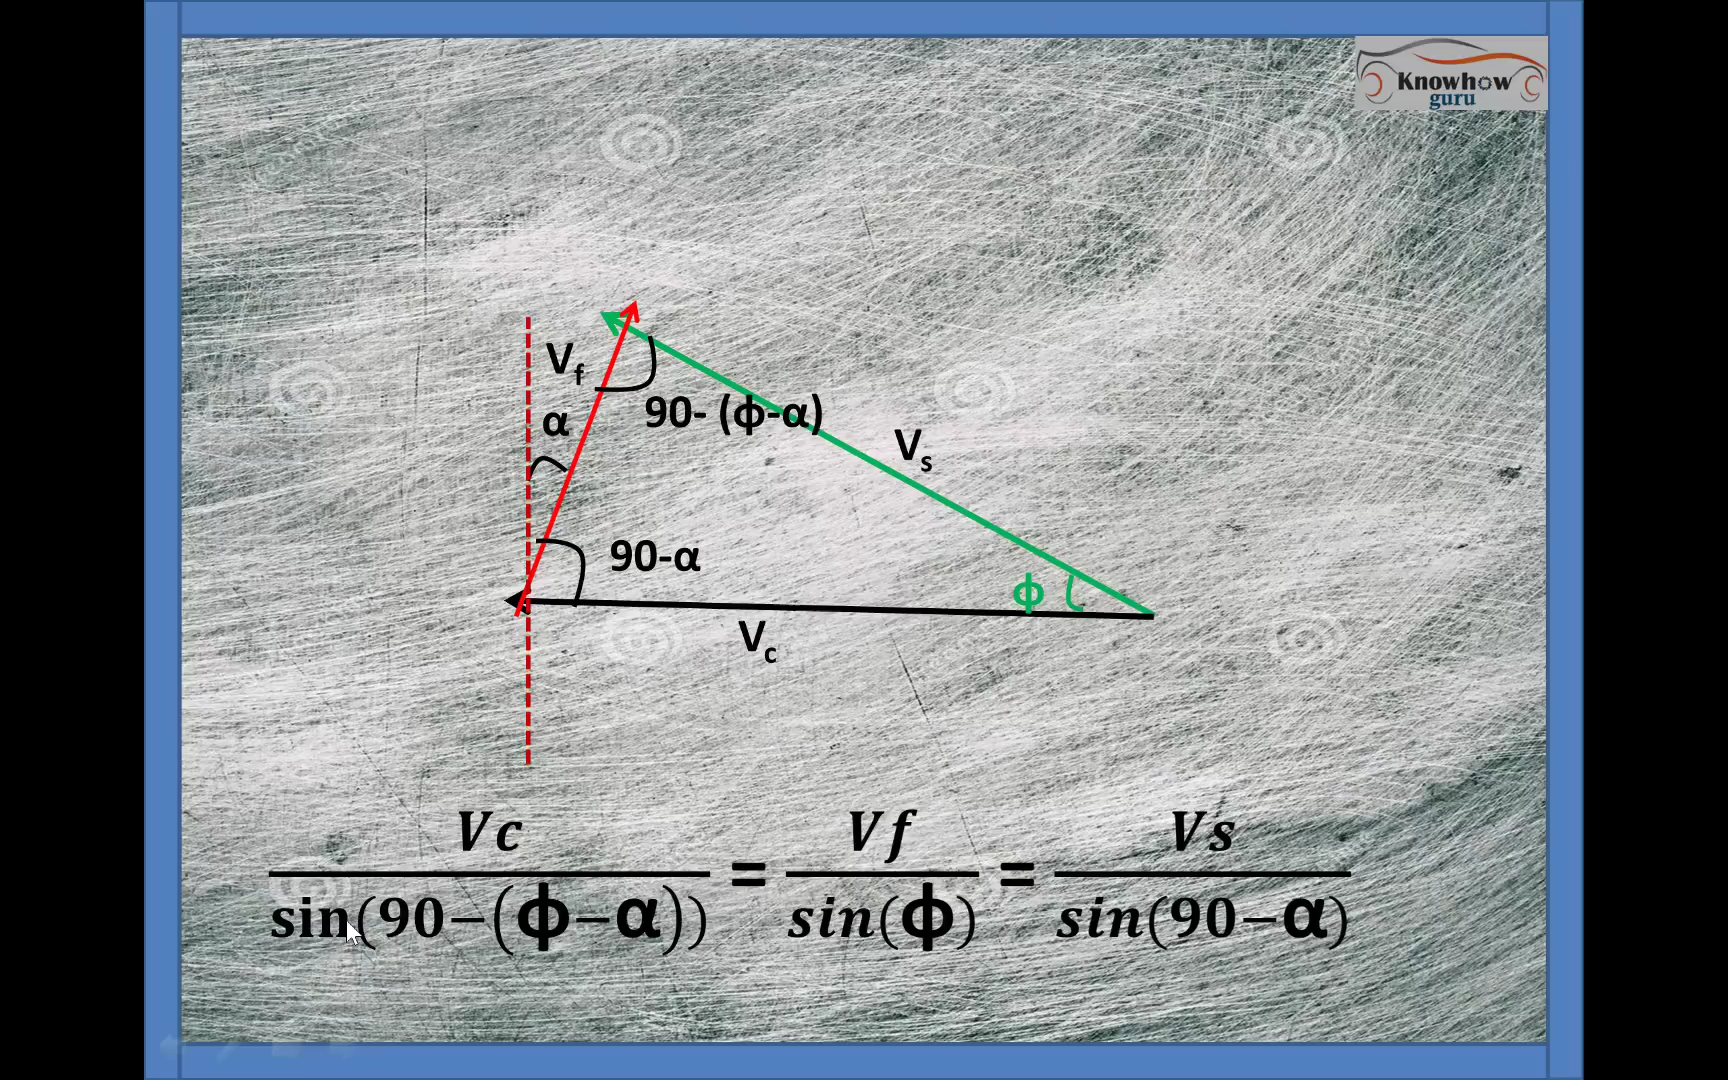 Knowhow
guru
Vf
α
90- (ϕ-α)
Vs
90-α
ϕ
Vc
Vc/sin(90−(ϕ−α)) = Vf/sin(ϕ) = Vs/sin(90−α)